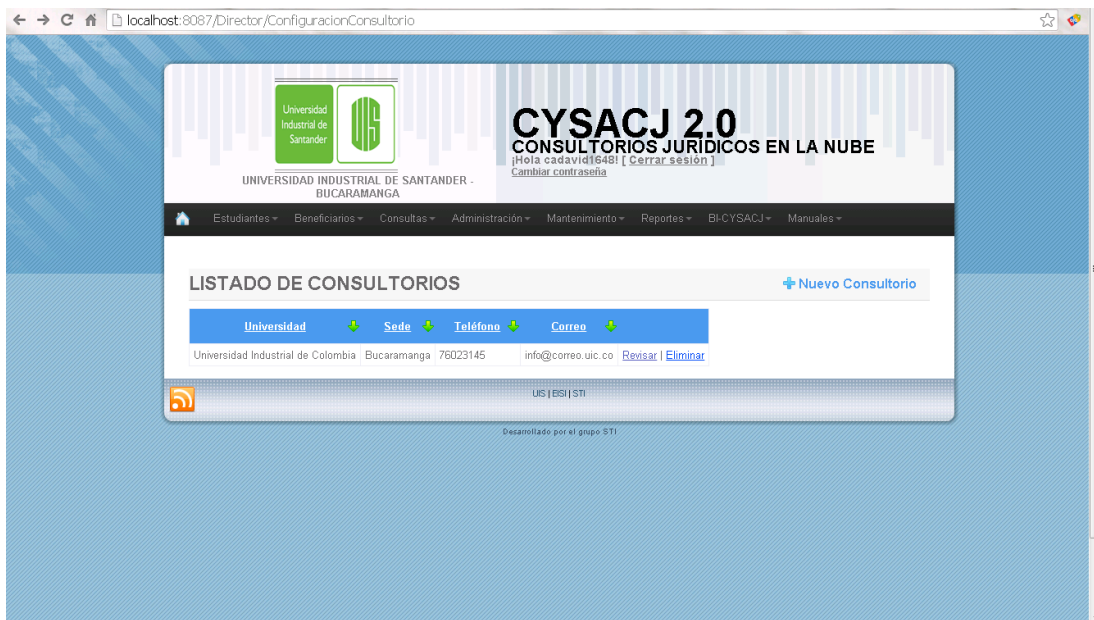 localhost:8087/Director/ConfiguracionConsultorio
Universidad
Industrial de
Santander
UIS
UNIVERSIDAD INDUSTRIAL DE SANTANDER -
BUCARAMANGA
CYSACJ 2.0
CONSULTORIOS JURÍDICOS EN LA NUBE
¡Hola cadavid1648! [ Cerrar sesión ]
Cambiar contraseña
Estudiantes Beneficiarios Consultas Administración Mantenimiento Reportes BI-CYSACJ Manuales
LISTADO DE CONSULTORIOS
Nuevo Consultorio
Universidad Sede Teléfono Correo
Universidad Industrial de Colombia Bucaramanga 76023145 info@correo.uic.co Revisar | Eliminar
UIS | EISI | STI
Desarrollado por el grupo STI